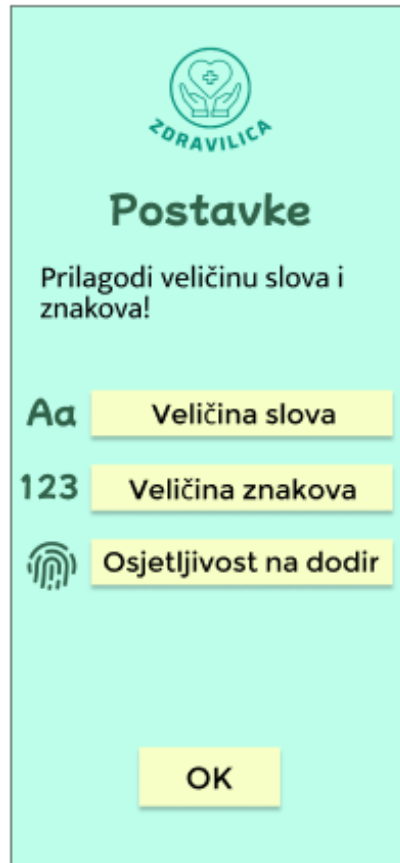 ZDRAVILICA
Postavke
Prilagodi veličinu slova i
znakova!
Aa Veličina slova
123 Veličina znakova
Osjetljivost na dodir
OK